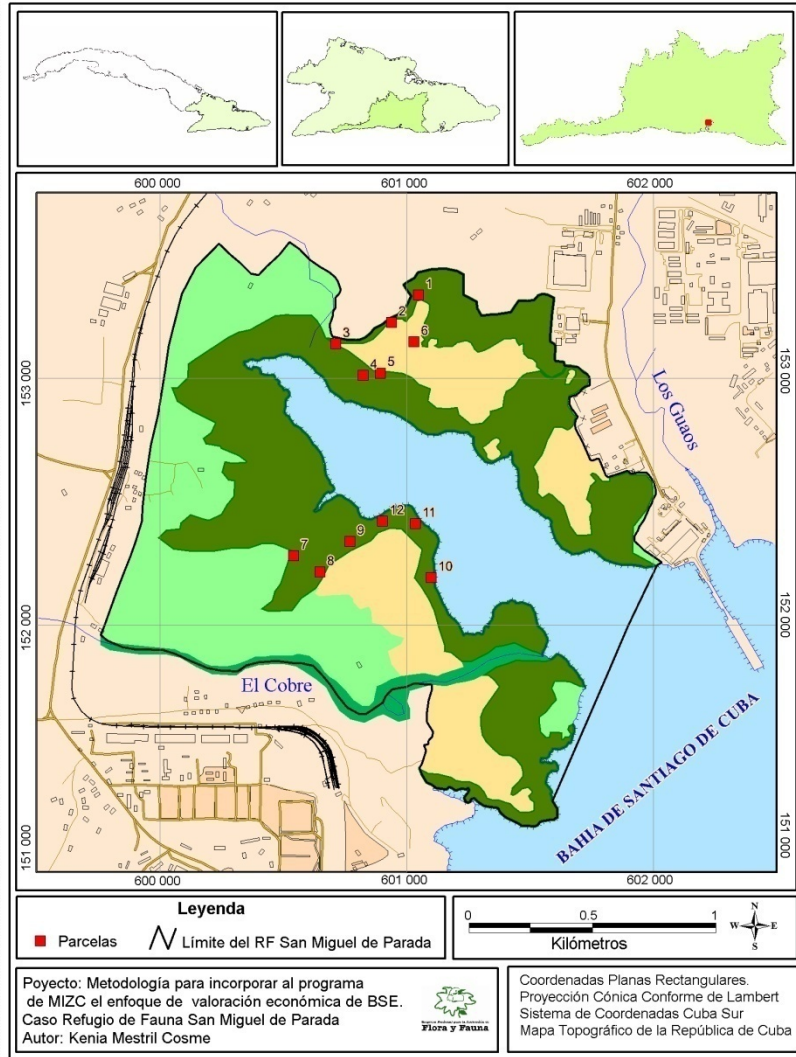 600 000
601 000
602 000
153 000
153 000
152 000
152 000
151 000
151 000
1
2
3
6
4
5
Los Guaos
12
11
9
7
8
10
El Cobre
BAHIA DE SANTIAGO DE CUBA
600 000
601 000
602 000
Leyenda
Parcelas
Límite del RF San Miguel de Parada
0
0.5
1
Kilómetros
N
W
E
S
Poyecto: Metodología para incorporar al programa
de MIZC el enfoque de valoración económica de BSE.
Caso Refugio de Fauna San Miguel de Parada
Autor: Kenia Mestril Cosme
Flora y Fauna
Coordenadas Planas Rectangulares.
Proyección Cónica Conforme de Lambert
Sistema de Coordenadas Cuba Sur
Mapa Topográfico de la República de Cuba